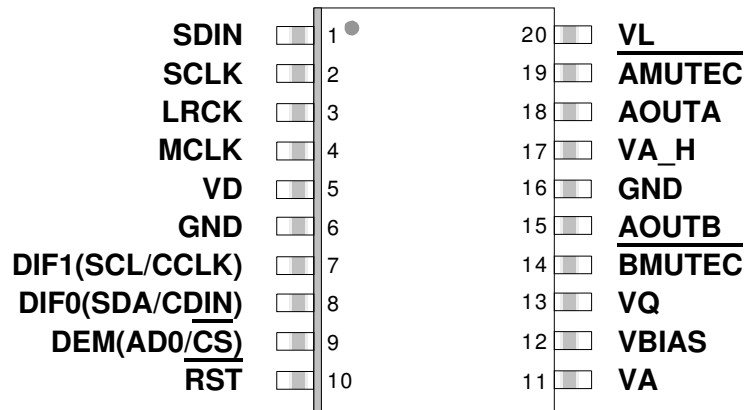 SDIN 1 20 VL
SCLK 2 19 AMUTEC
LRCK 3 18 AOUTA
MCLK 4 17 VA_H
VD 5 16 GND
GND 6 15 AOUTB
DIF1(SCL/CCLK) 7 14 BMUTEC
DIF0(SDA/CDIN) 8 13 VQ
DEM(AD0/CS) 9 12 VBIAS
RST 10 11 VA